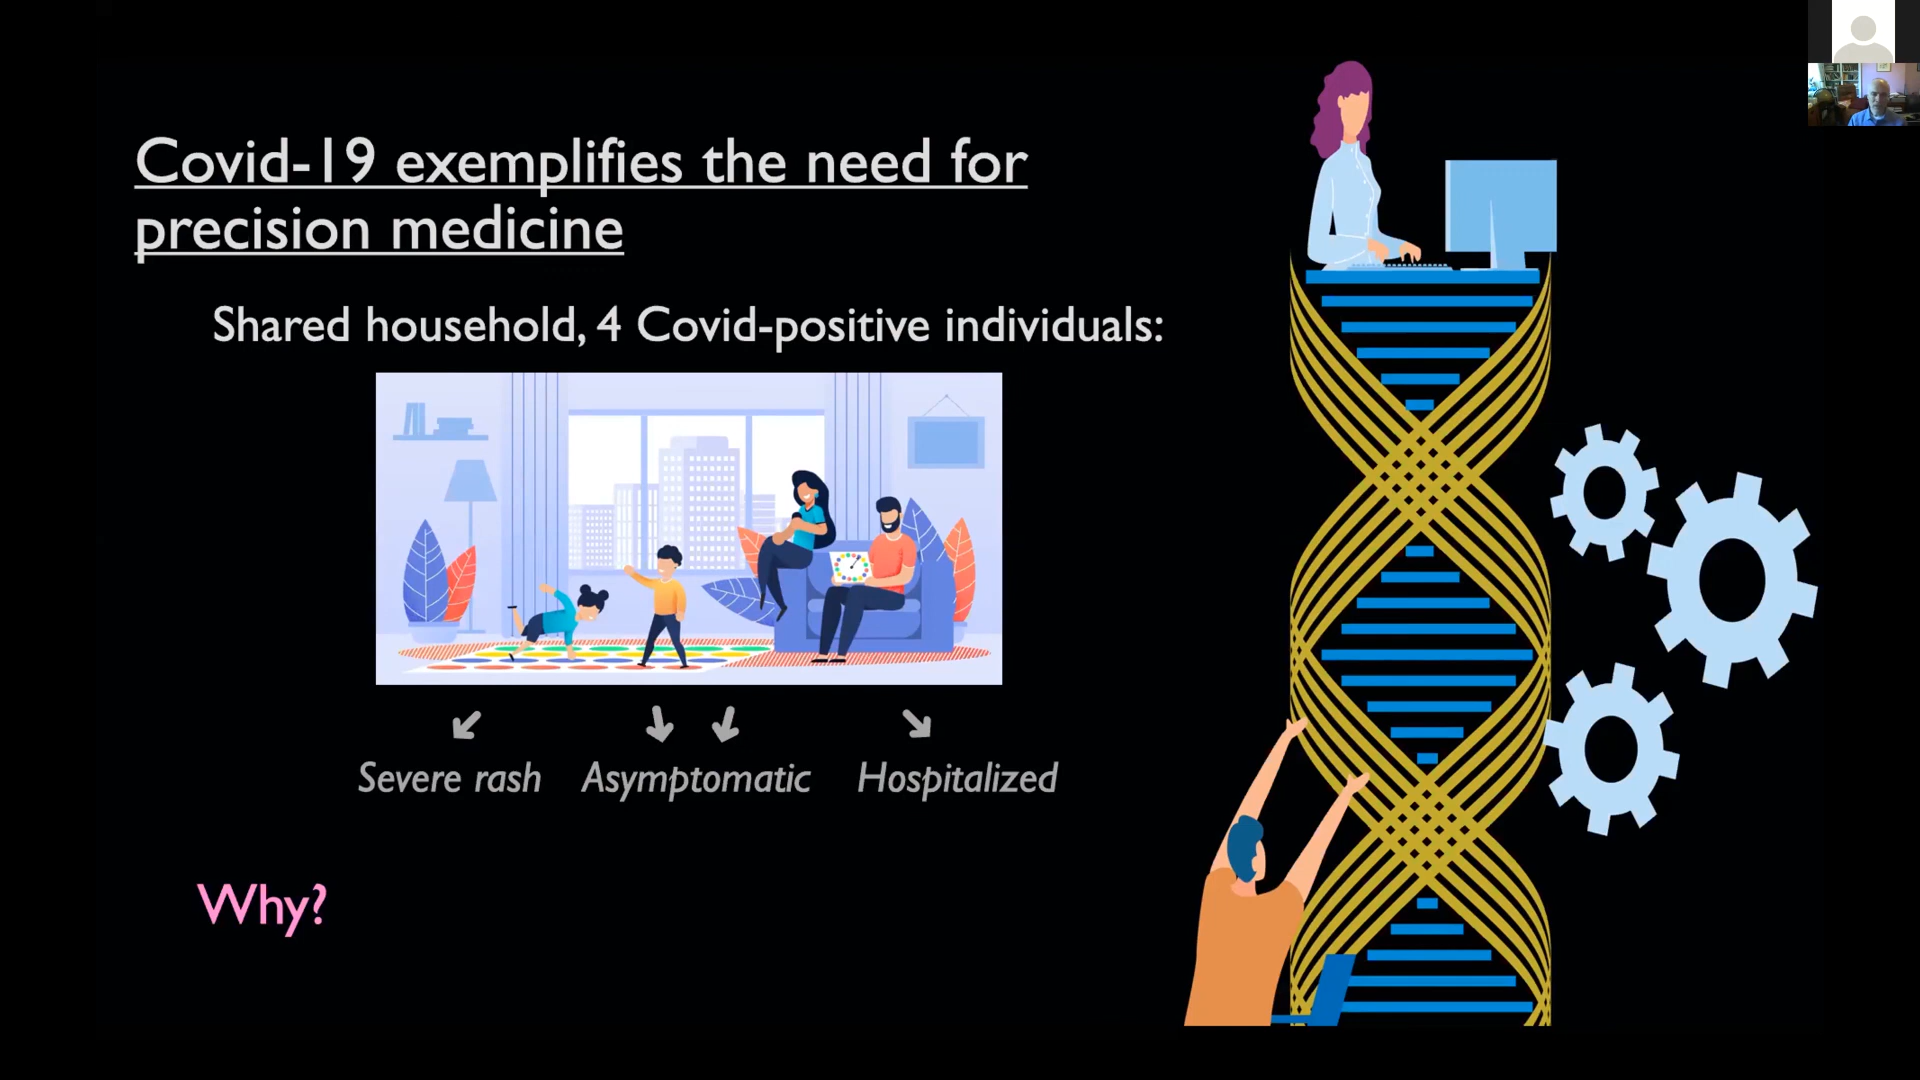 Covid-19 exemplifies the need for
precision medicine
Shared household, 4 Covid-positive individuals:
Severe rash
Asymptomatic
Hospitalized
Why?